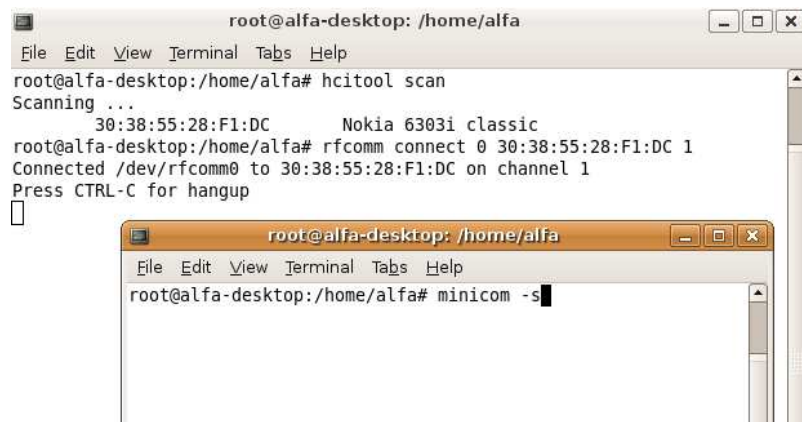 root@alfa-desktop: /home/alfa
File Edit View Terminal Tabs Help
root@alfa-desktop:/home/alfa# hcitool scan
Scanning ...
30:38:55:28:F1:DC Nokia 6303i classic
root@alfa-desktop:/home/alfa# rfcomm connect 0 30:38:55:28:F1:DC 1
Connected /dev/rfcomm0 to 30:38:55:28:F1:DC on channel 1
Press CTRL-C for hangup
root@alfa-desktop: /home/alfa
File Edit View Terminal Tabs Help
root@alfa-desktop:/home/alfa# minicom -s